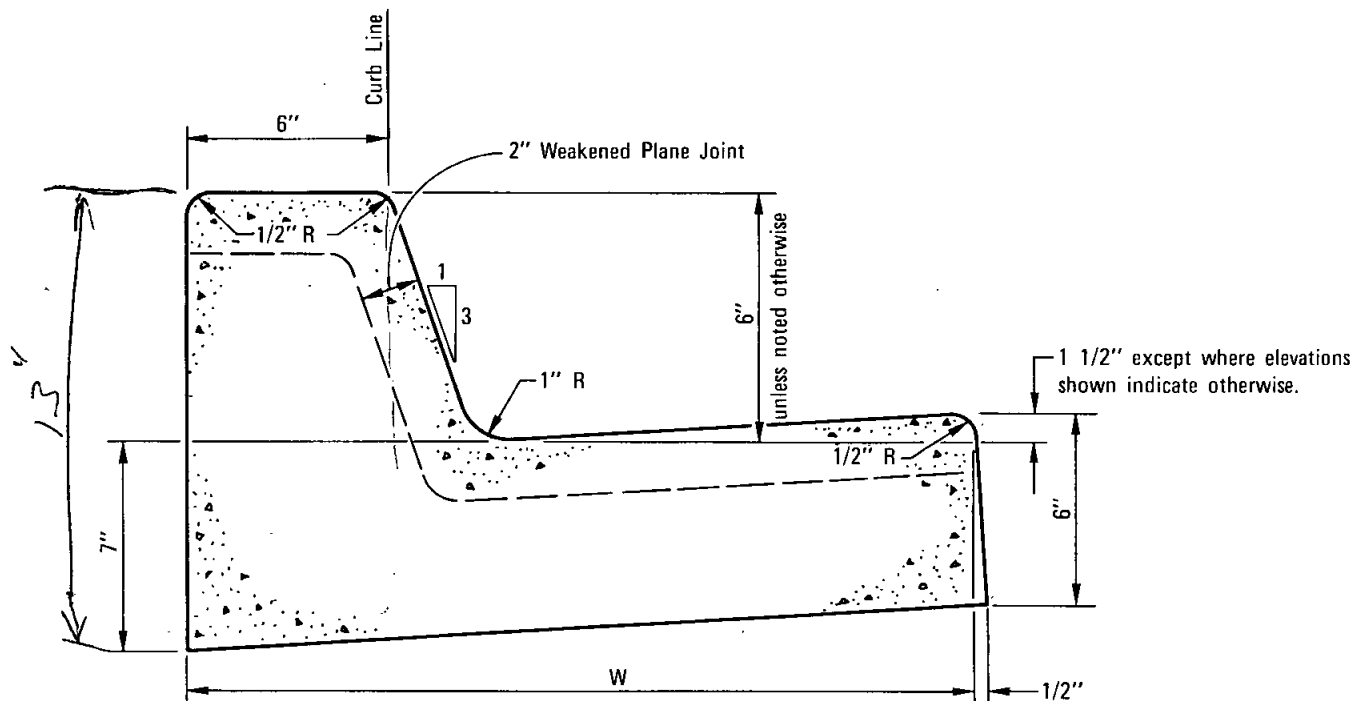 Curb Line
6"
2" Weakened Plane Joint
1/2" R
1
3
6"
unless noted otherwise
13"
1" R
1 1/2" except where elevations
shown indicate otherwise.
1/2" R
7"
6"
W
1/2"